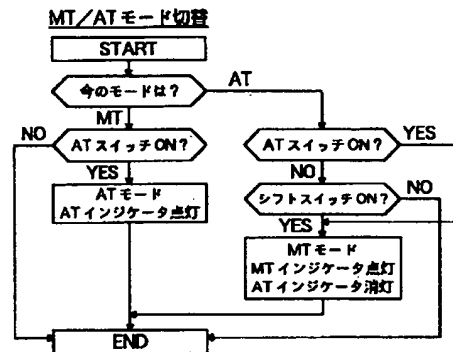 MT/ATモード切替
START
今のモードは?
AT
MT
NO
ATスイッチON?
YES
ATモード
ATインジケータ点灯
ATスイッチON?
YES
NO
シフトスイッチON?
NO
YES
MTモード
MTインジケータ点灯
ATインジケータ消灯
END